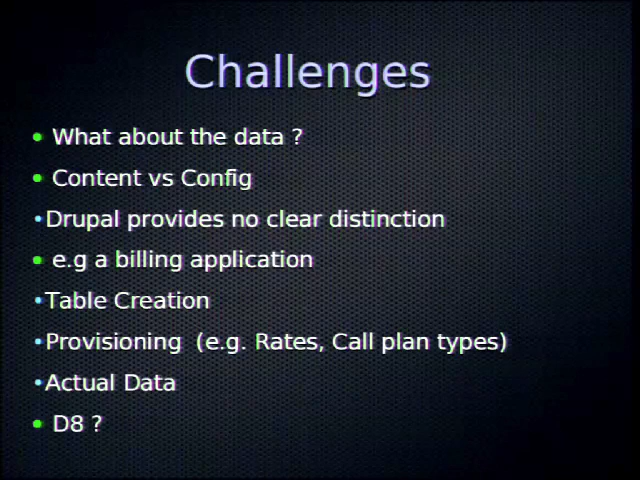 Challenges
What about the data ?
Content vs Config
Drupal provides no clear distinction
e.g a billing application
Table Creation
Provisioning (e.g. Rates, Call plan types)
Actual Data
D8 ?